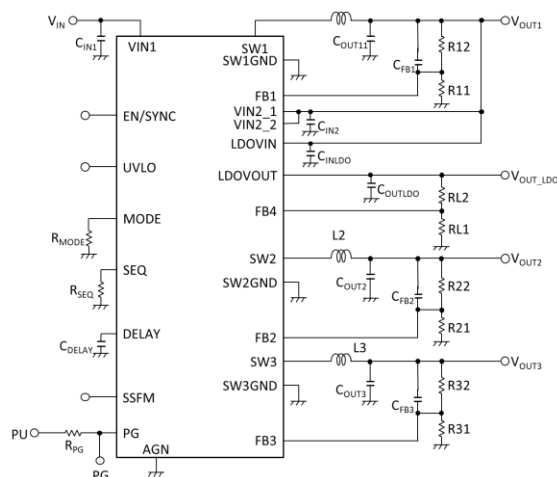 VIN
CIN1
VIN1
SW1
SW1GND
COUT11
CFB1
R12
R11
VOUT1
FB1
VIN2_1
VIN2_2
CIN2
EN/SYNC
LDOVIN
CINLDO
UVLO
LDOVOUT
COUTLDO
VOUT_LDO
RL2
RL1
FB4
MODE
RMODE
L2
SW2
VOUT2
SEQ
RSEQ
SW2GND
COUT2
CFB2
R22
R21
DELAY
CDELAY
FB2
L3
SW3
VOUT3
SW3GND
COUT3
CFB3
R32
R31
SSFM
PU
RPG
PG
FB3
AGN
PG